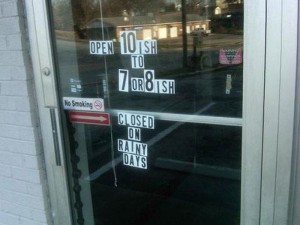 OPEN 10ISH
TO
7 OR 8ISH
No Smoking
CLOSED
ON
RAINY
DAYS